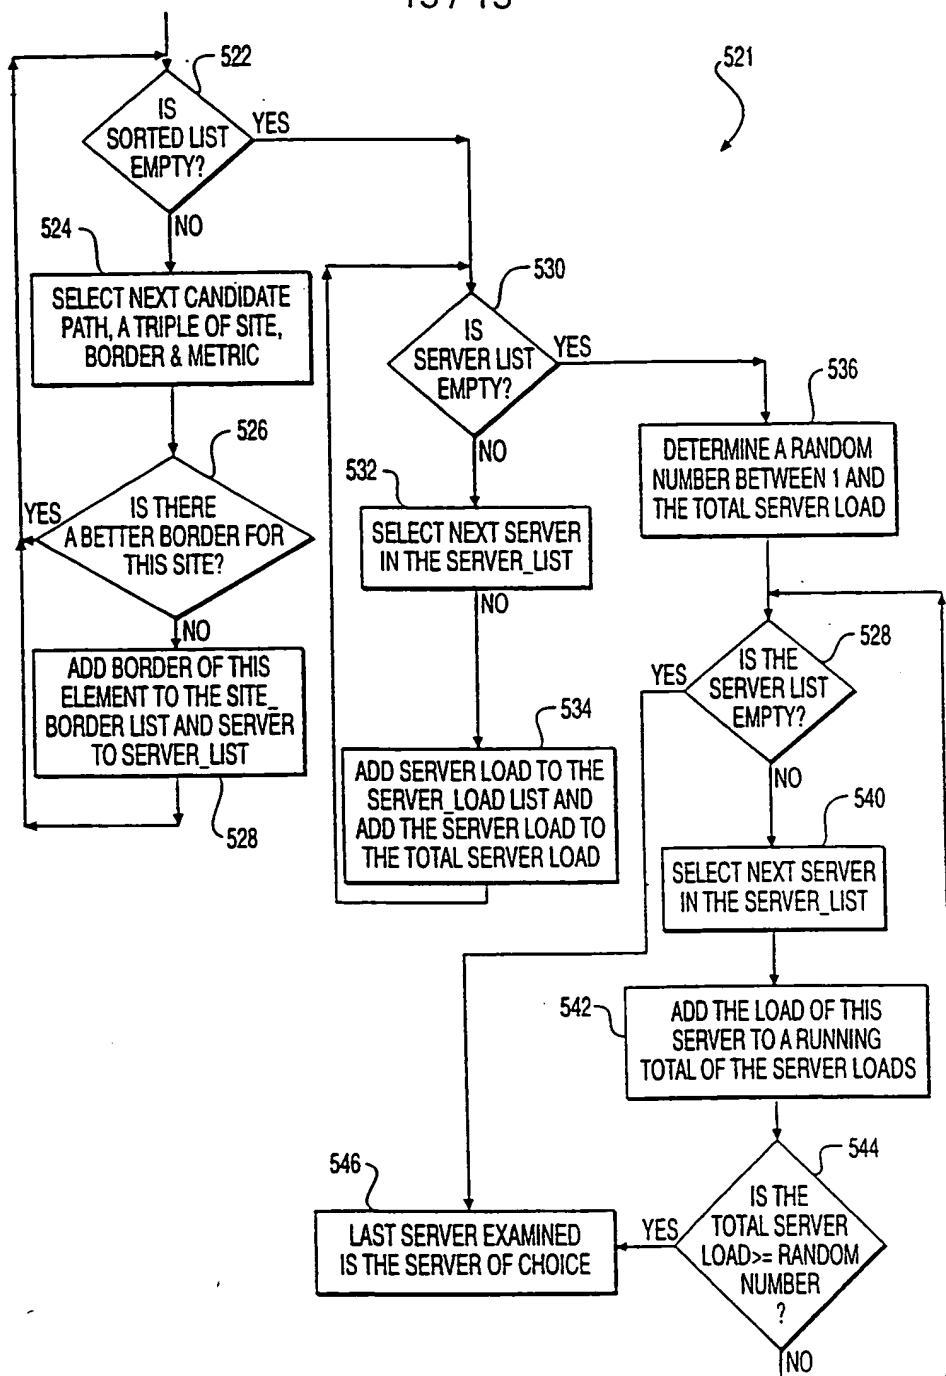 13 / 13
522
521
IS
SORTED LIST
EMPTY?
YES
NO
524
SELECT NEXT CANDIDATE
PATH, A TRIPLE OF SITE,
BORDER & METRIC
526
YES
IS THERE
A BETTER BORDER FOR
THIS SITE?
NO
ADD BORDER OF THIS
ELEMENT TO THE SITE_
BORDER LIST AND SERVER
TO SERVER_LIST
528
530
IS
SERVER LIST
EMPTY?
YES
NO
532
SELECT NEXT SERVER
IN THE SERVER_LIST
NO
534
ADD SERVER LOAD TO THE
SERVER_LOAD LIST AND
ADD THE SERVER LOAD TO
THE TOTAL SERVER LOAD
536
DETERMINE A RANDOM
NUMBER BETWEEN 1 AND
THE TOTAL SERVER LOAD
528
YES
IS THE
SERVER LIST
EMPTY?
NO
540
SELECT NEXT SERVER
IN THE SERVER_LIST
542
ADD THE LOAD OF THIS
SERVER TO A RUNNING
TOTAL OF THE SERVER LOADS
544
IS THE
TOTAL SERVER
LOAD>= RANDOM
NUMBER
?
YES
NO
546
LAST SERVER EXAMINED
IS THE SERVER OF CHOICE